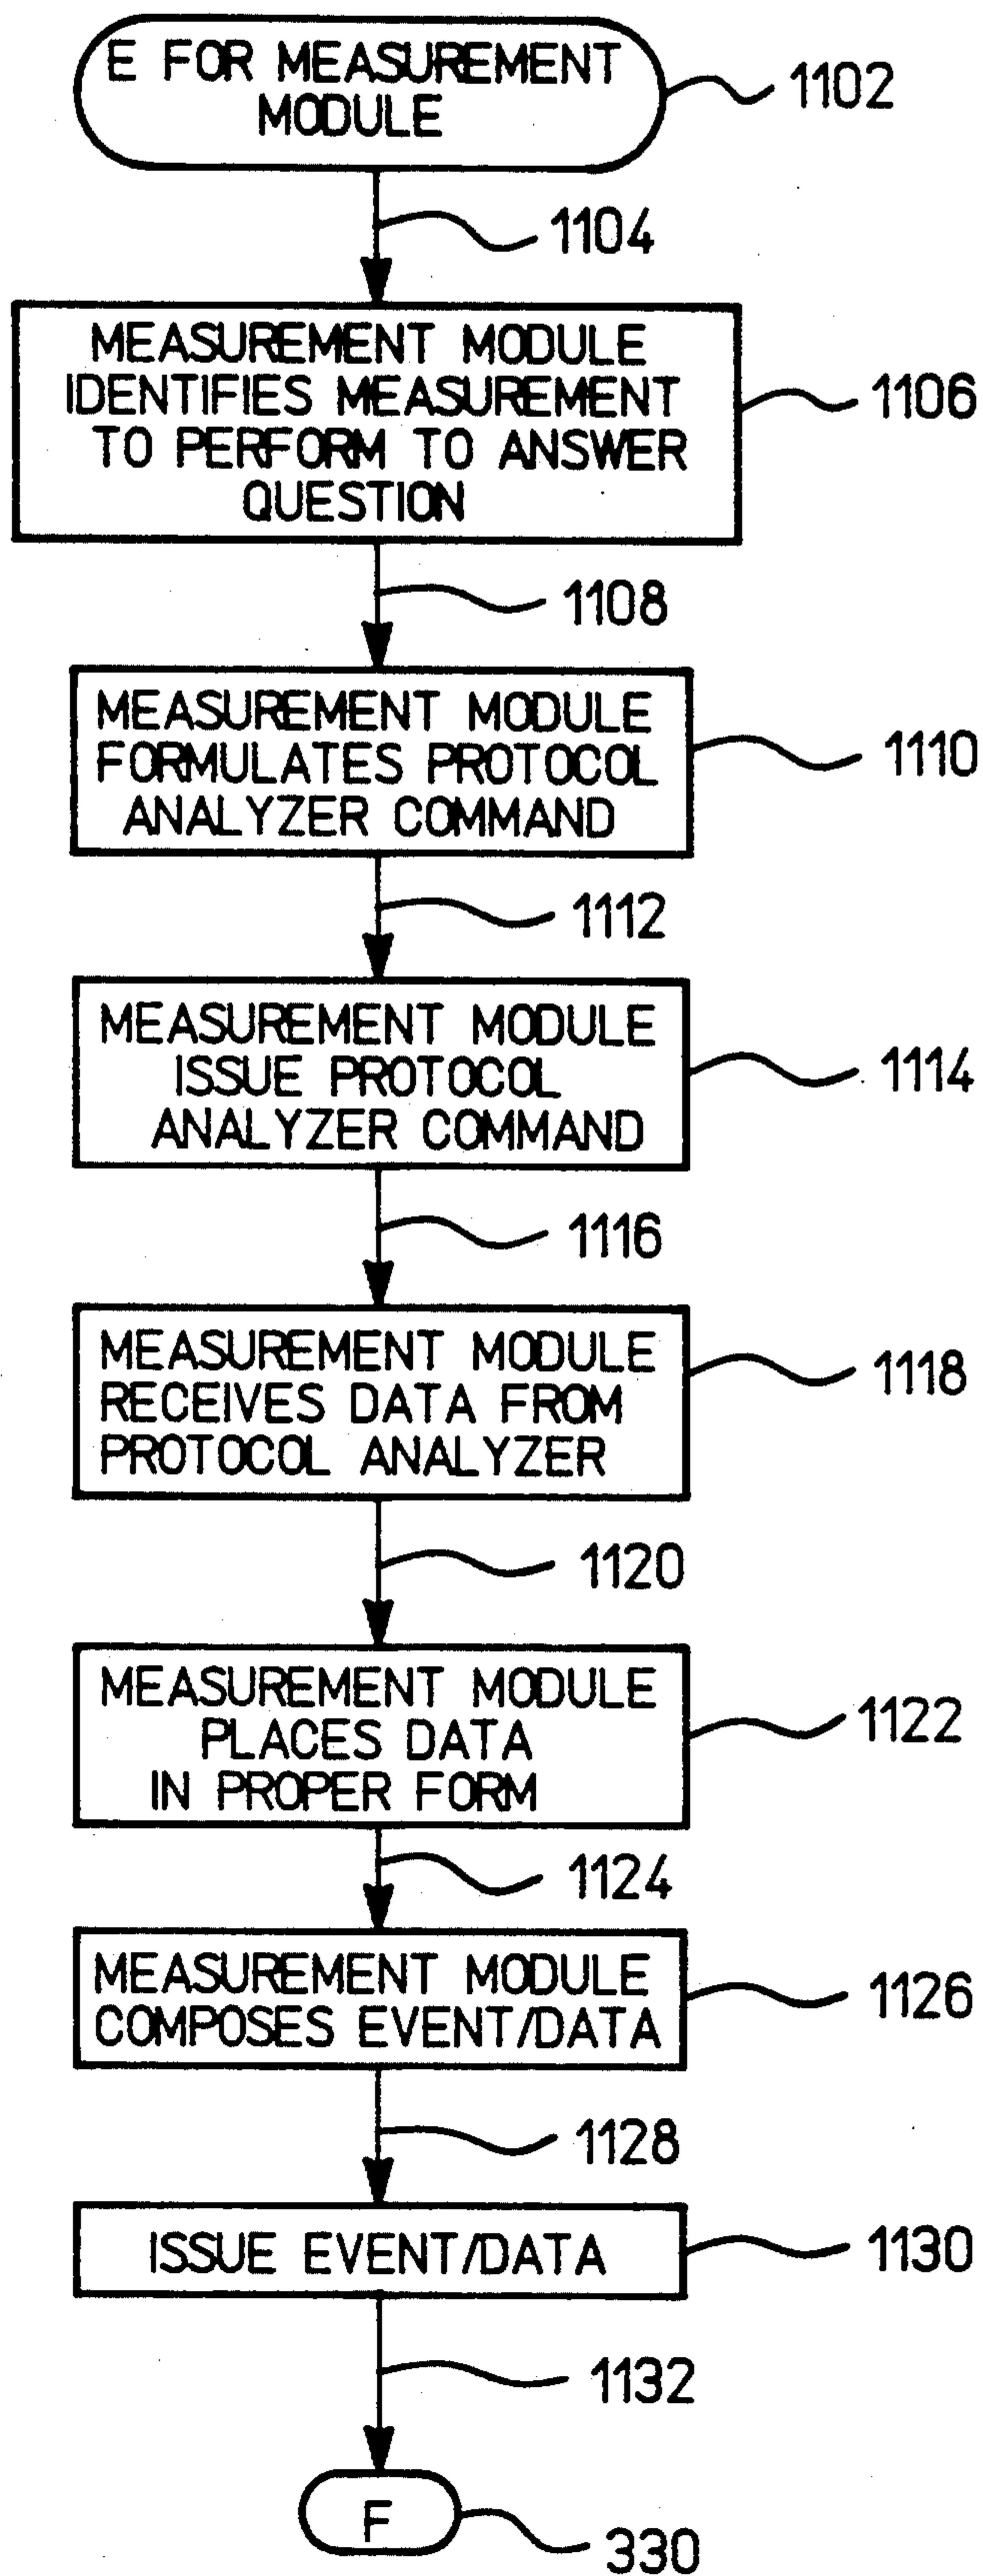 E FOR MEASUREMENT
MODULE
1102
1104
MEASUREMENT MODULE
IDENTIFIES MEASUREMENT
TO PERFORM TO ANSWER
QUESTION
1106
1108
MEASUREMENT MODULE
FORMULATES PROTOCOL
ANALYZER COMMAND
1110
1112
MEASUREMENT MODULE
ISSUE PROTOCOL
ANALYZER COMMAND
1114
1116
MEASUREMENT MODULE
RECEIVES DATA FROM
PROTOCOL ANALYZER
1118
1120
MEASUREMENT MODULE
PLACES DATA
IN PROPER FORM
1122
1124
MEASUREMENT MODULE
COMPOSES EVENT/DATA
1126
1128
ISSUE EVENT/DATA
1130
1132
F
330